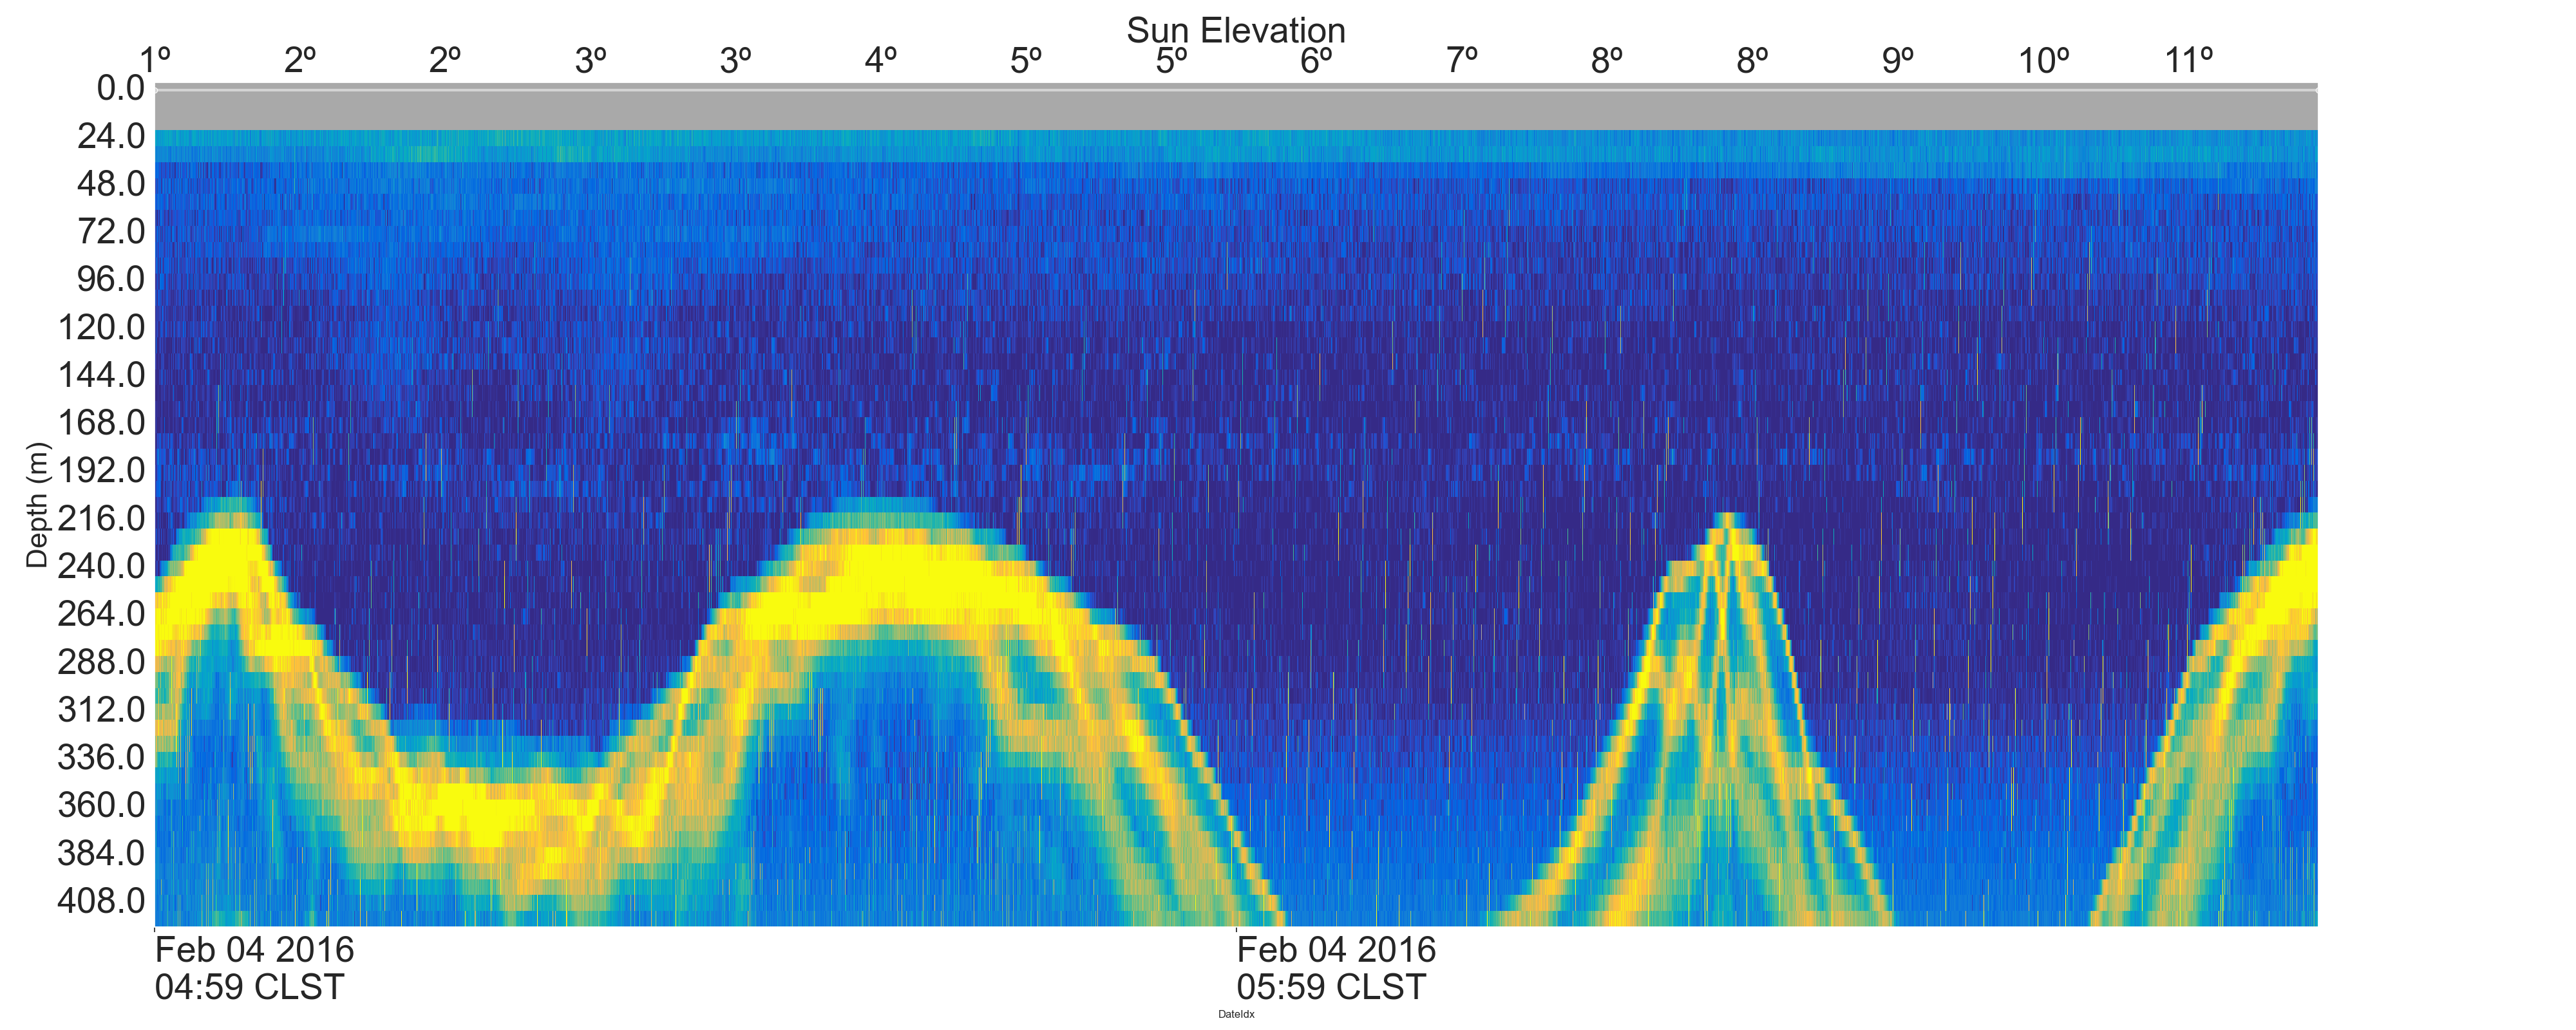 Sun Elevation
1º 2º 2º 3º 3º 4º 5º 5º 6º 7º 8º 8º 9º 10º 11º
0.0
24.0
48.0
72.0
96.0
120.0
144.0
168.0
192.0
216.0
240.0
264.0
288.0
312.0
336.0
360.0
384.0
408.0
Depth (m)
Feb 04 2016
04:59 CLST
Feb 04 2016
05:59 CLST
DateIdx